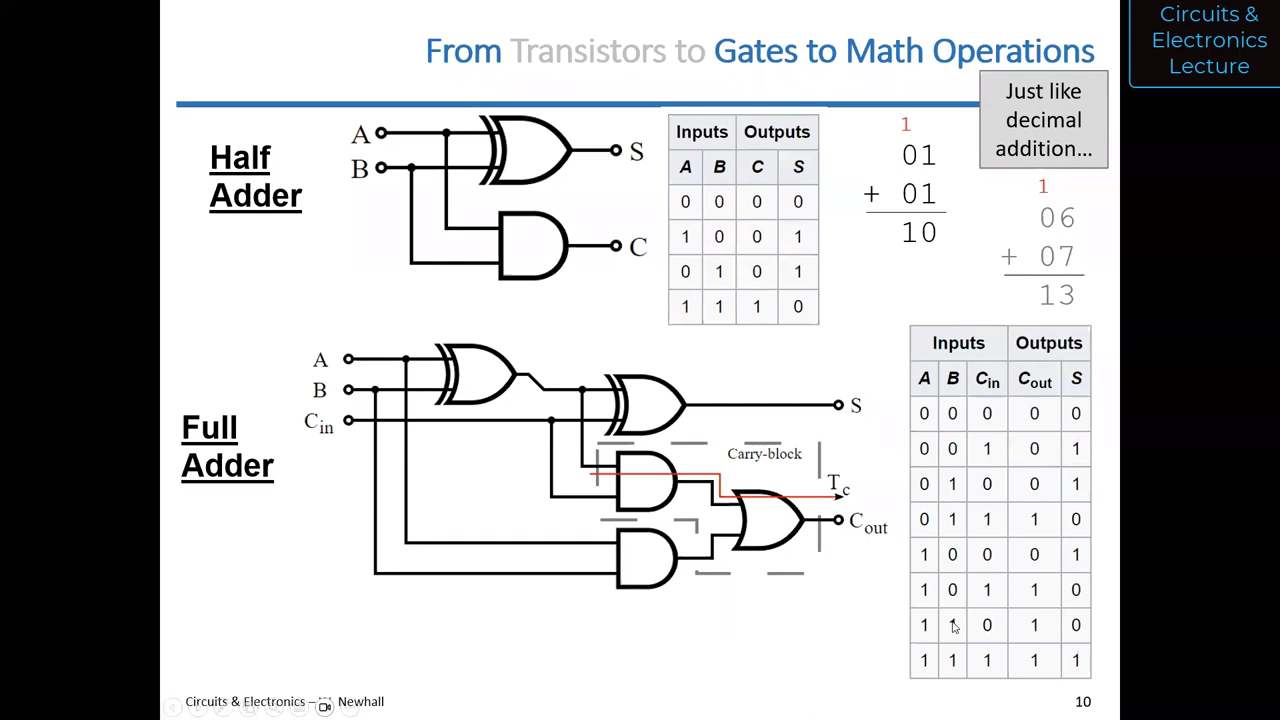 Circuits &
Electronics
Lecture
From Transistors to Gates to Math Operations
Just like
decimal
addition...
Half
Adder
A
B
S
C
Inputs Outputs
A B C S
0 0 0 0
1 0 0 1
0 1 0 1
1 1 1 0
1
01
+ 01
10
1
06
+ 07
13
Full
Adder
A
B
Cin
S
Carry-block
Tc
Cout
Inputs Outputs
A B Cin Cout S
0 0 0 0 0
0 0 1 0 1
0 1 0 0 1
0 1 1 1 0
1 0 0 0 1
1 0 1 1 0
1 1 0 1 0
1 1 1 1 1
Circuits & Electronics – Newhall
10